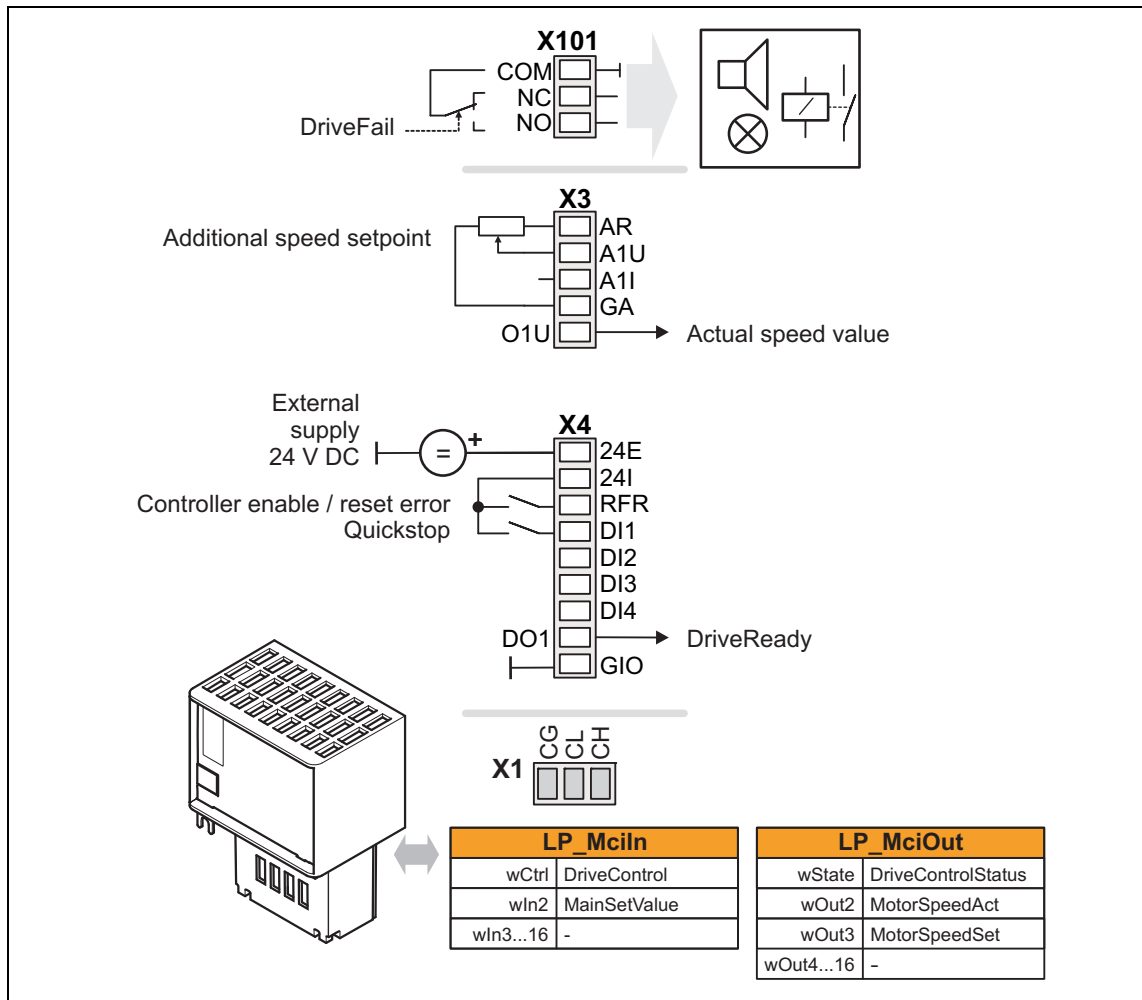 X101
COM
NC
NO
DriveFail
X3
AR
Additional speed setpoint
A1U
A1I
GA
O1U
Actual speed value
External
supply
24 V DC
=
+
X4
24E
24I
Controller enable / reset error
RFR
Quickstop
DI1
DI2
DI3
DI4
DO1
DriveReady
GIO
X1
CG
CL
CH
LP_MciIn
wCtrl DriveControl
wIn2 MainSetValue
wIn3...16 -
LP_MciOut
wState DriveControlStatus
wOut2 MotorSpeedAct
wOut3 MotorSpeedSet
wOut4...16 -